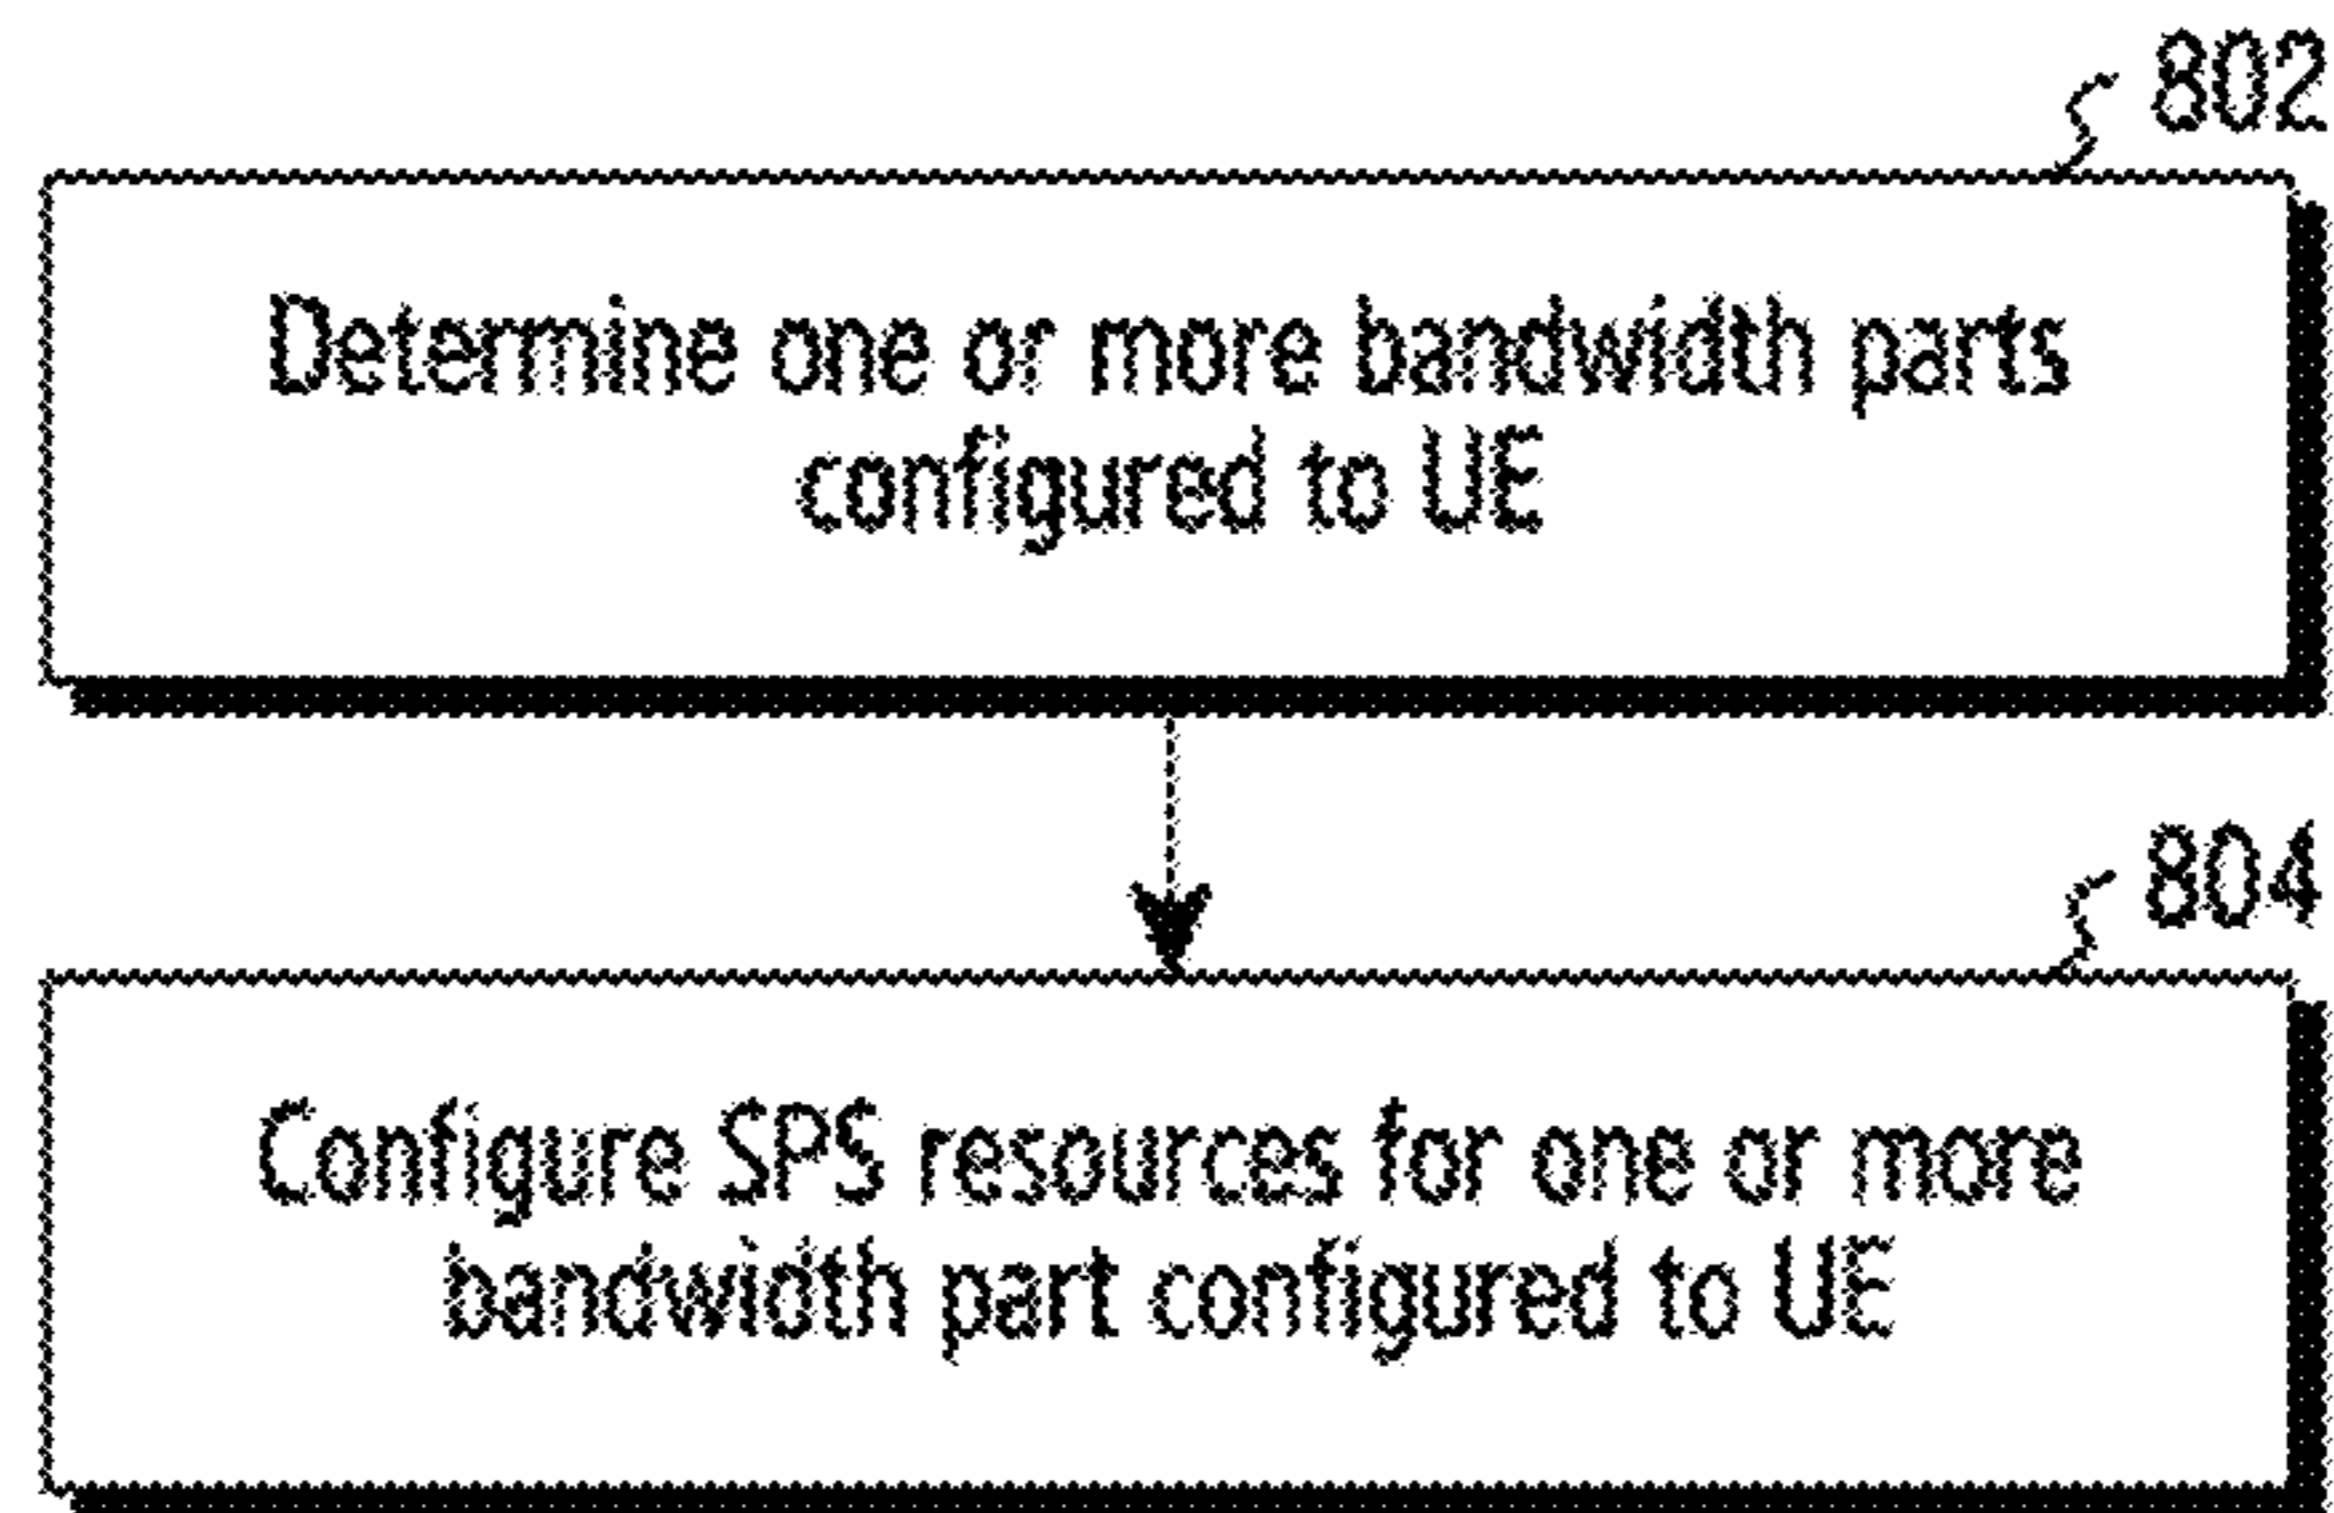 802
Determine one or more bandwidth parts
configured to UE
804
Configure SPS resources for one or more
bandwidth part configured to UE